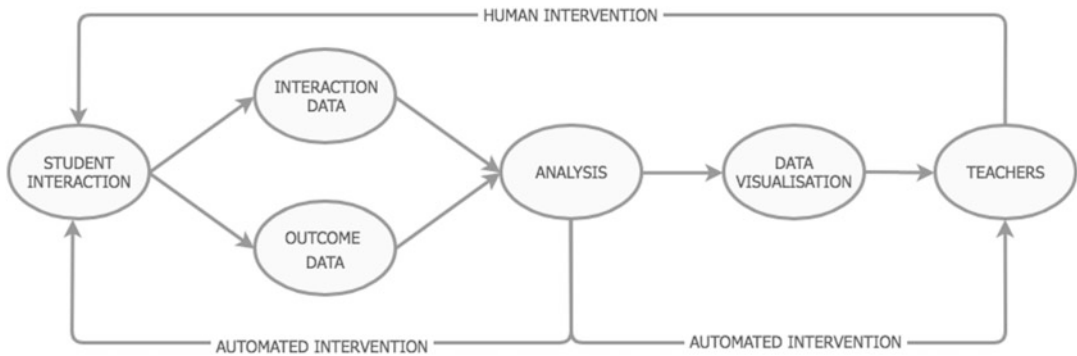 HUMAN INTERVENTION
INTERACTION
DATA
STUDENT
INTERACTION
ANALYSIS
DATA
VISUALISATION
TEACHERS
OUTCOME
DATA
AUTOMATED INTERVENTION
AUTOMATED INTERVENTION